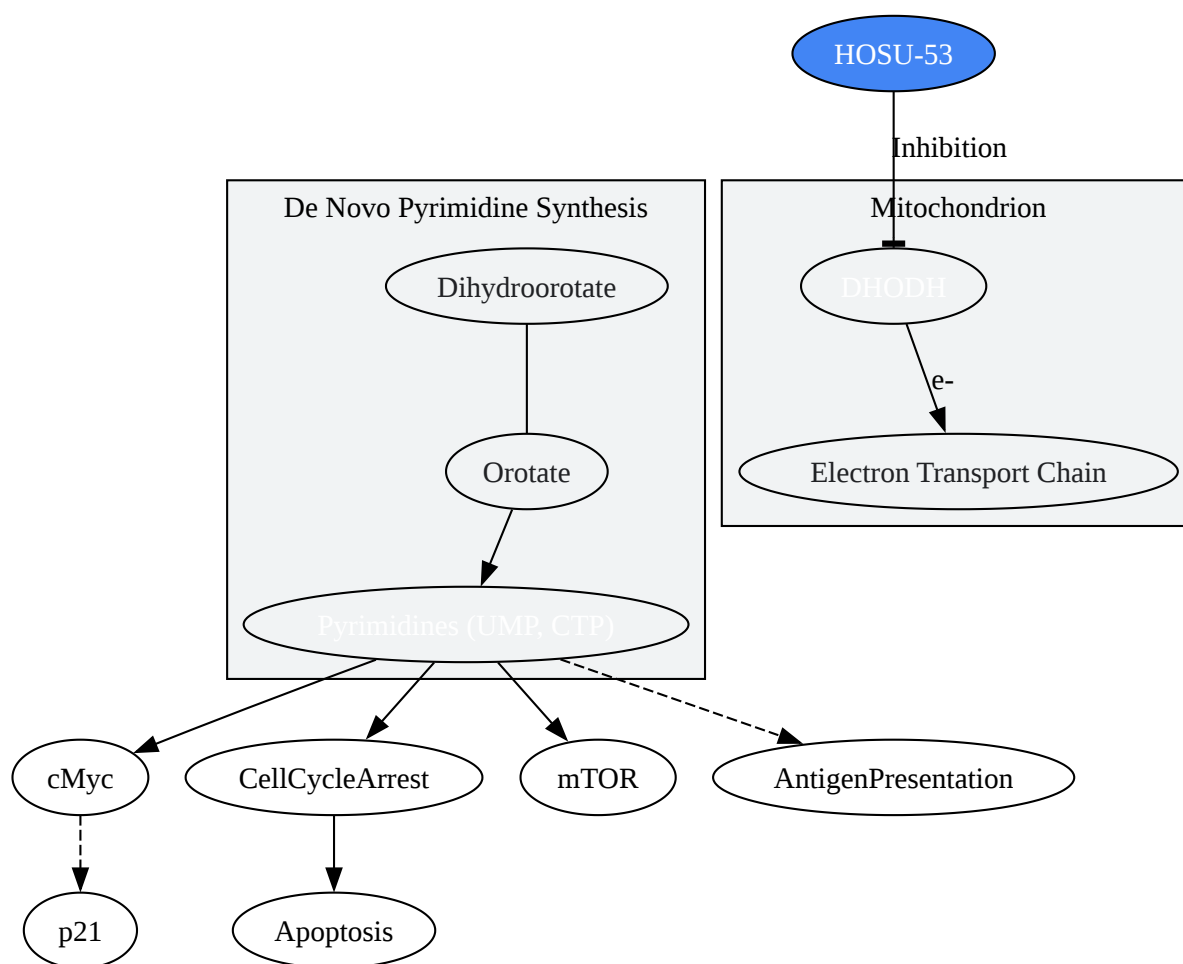 HOSU-53
Inhibition
De Novo Pyrimidine Synthesis
Mitochondrion
Dihydroorotate
DHODH
e-
Orotate
Electron Transport Chain
Pyrimidines (UMP, CTP)
cMyc
CellCycleArrest
mTOR
AntigenPresentation
p21
Apoptosis